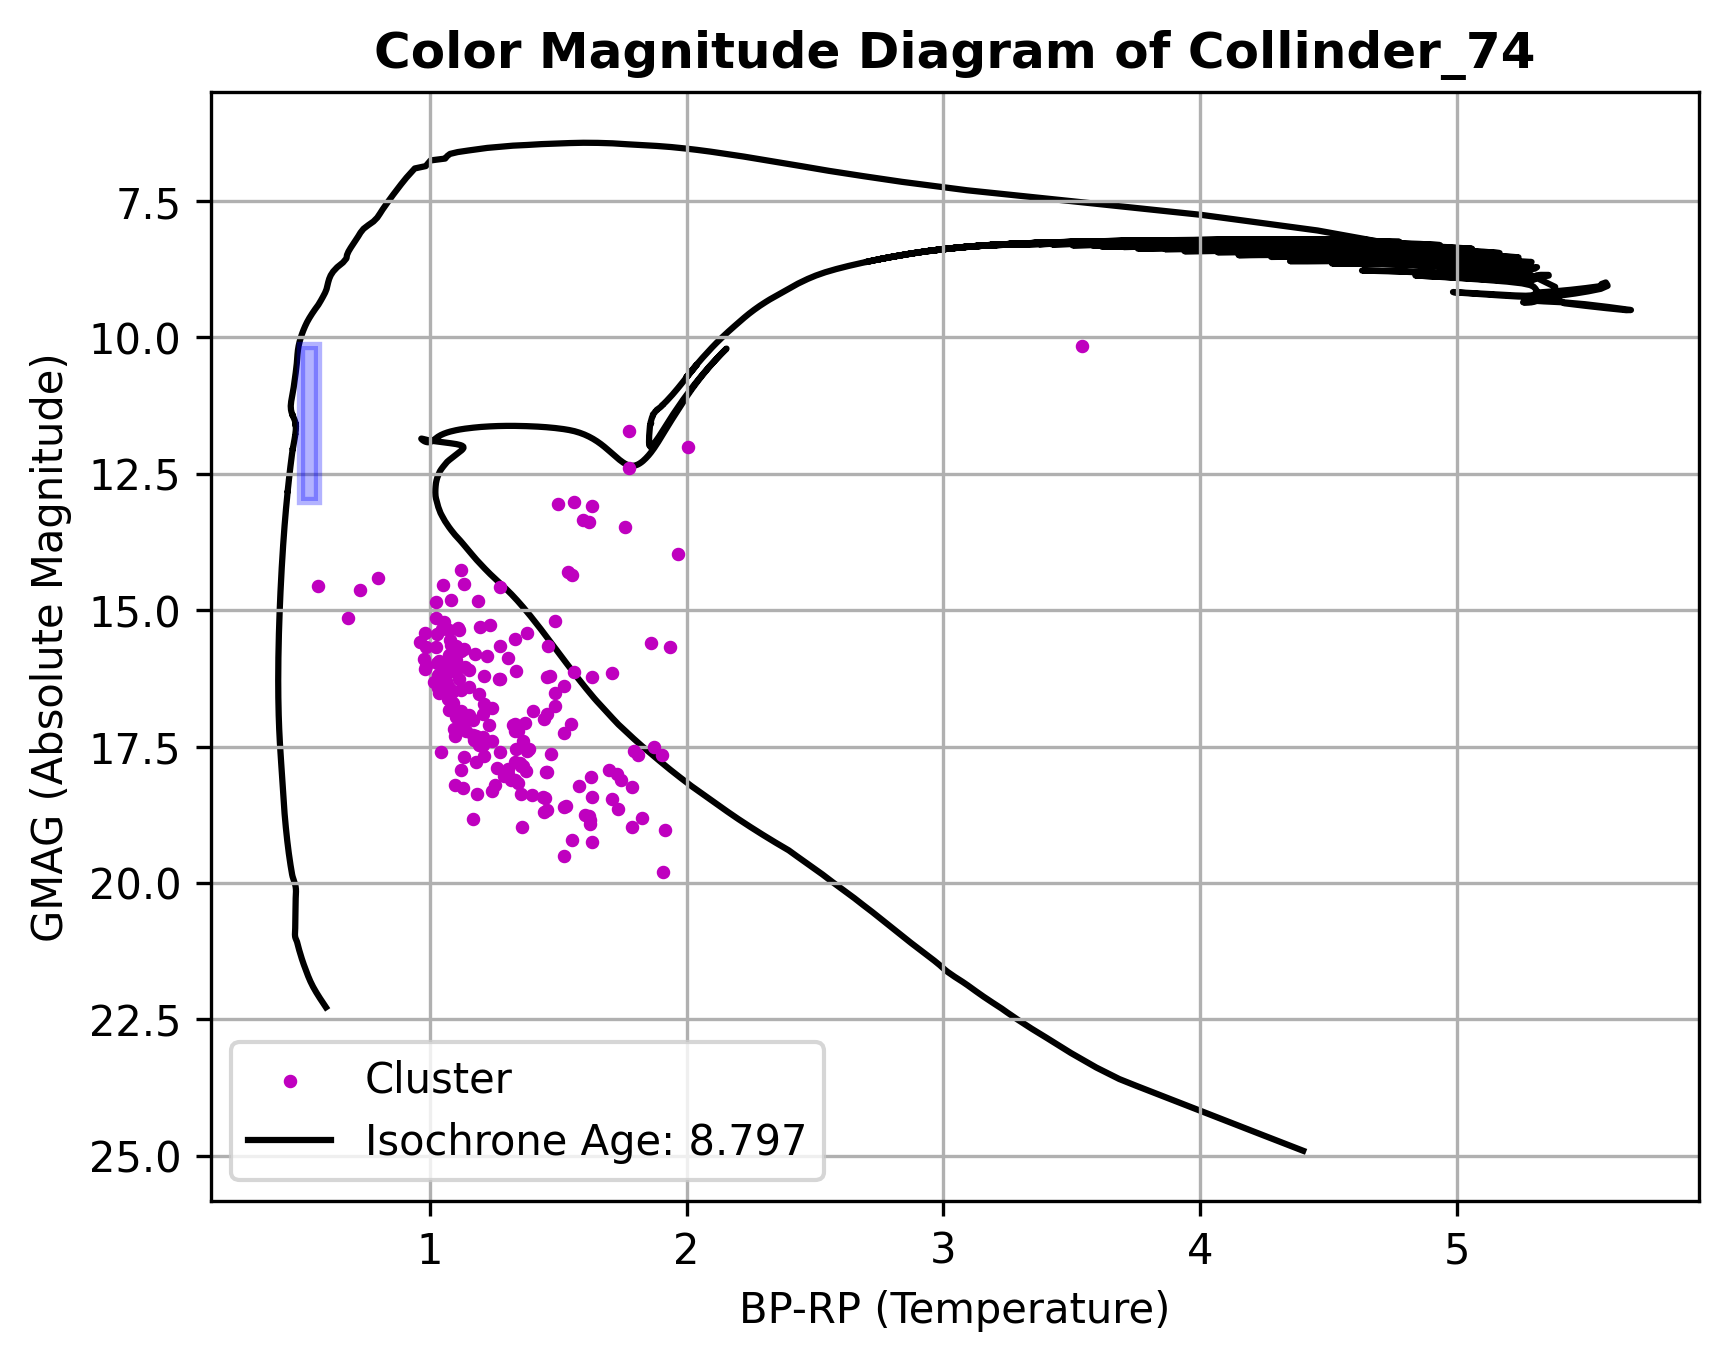 Color Magnitude Diagram of Collinder_74
GMAG (Absolute Magnitude)
7.5
10.0
12.5
15.0
17.5
20.0
22.5
25.0
Cluster
Isochrone Age: 8.797
1 2 3 4 5
BP-RP (Temperature)